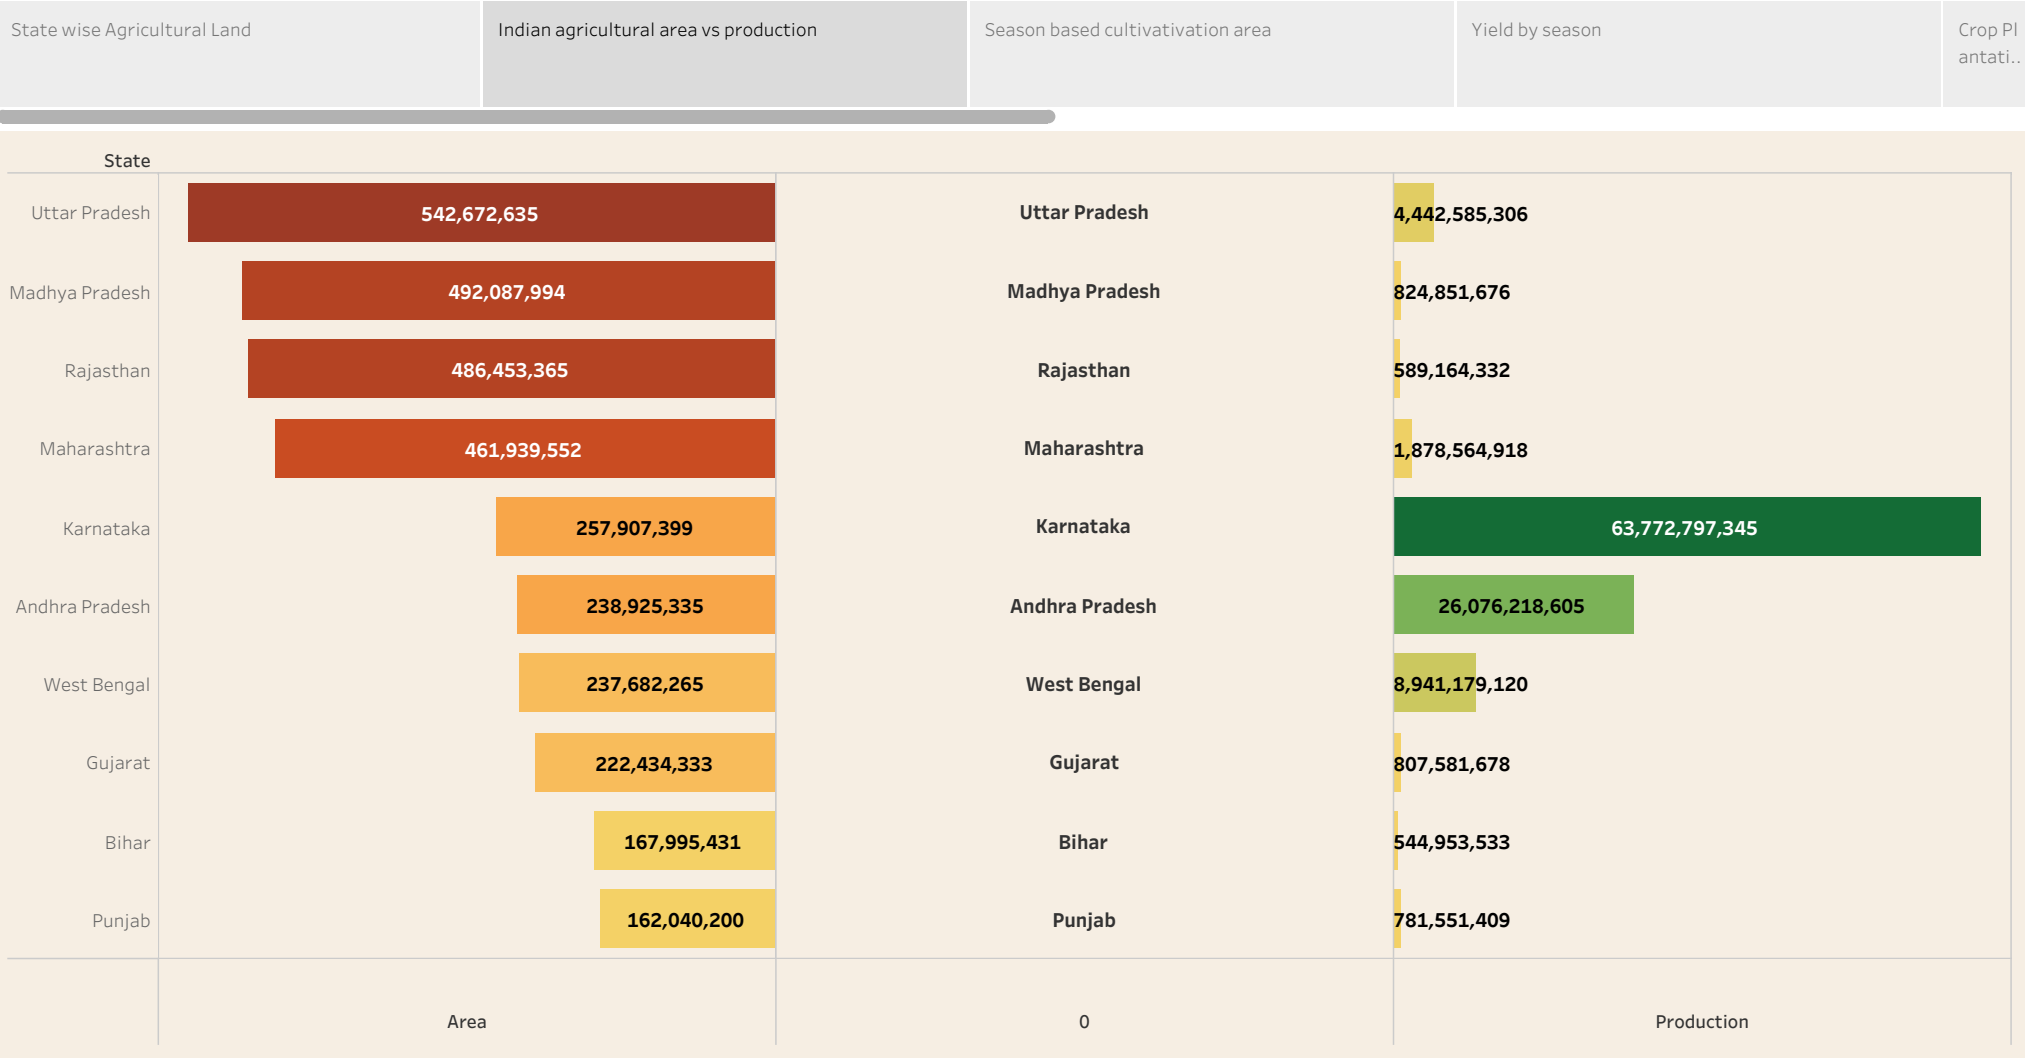 State wise Agricultural Land
Indian agricultural area vs production
Season based cultivativation area
Yield by season
Crop Pl
antati..
State
Uttar Pradesh 542,672,635 Uttar Pradesh 4,442,585,306
Madhya Pradesh 492,087,994 Madhya Pradesh 824,851,676
Rajasthan 486,453,365 Rajasthan 589,164,332
Maharashtra 461,939,552 Maharashtra 1,878,564,918
Karnataka 257,907,399 Karnataka 63,772,797,345
Andhra Pradesh 238,925,335 Andhra Pradesh 26,076,218,605
West Bengal 237,682,265 West Bengal 8,941,179,120
Gujarat 222,434,333 Gujarat 807,581,678
Bihar 167,995,431 Bihar 544,953,533
Punjab 162,040,200 Punjab 781,551,409
Area 0 Production